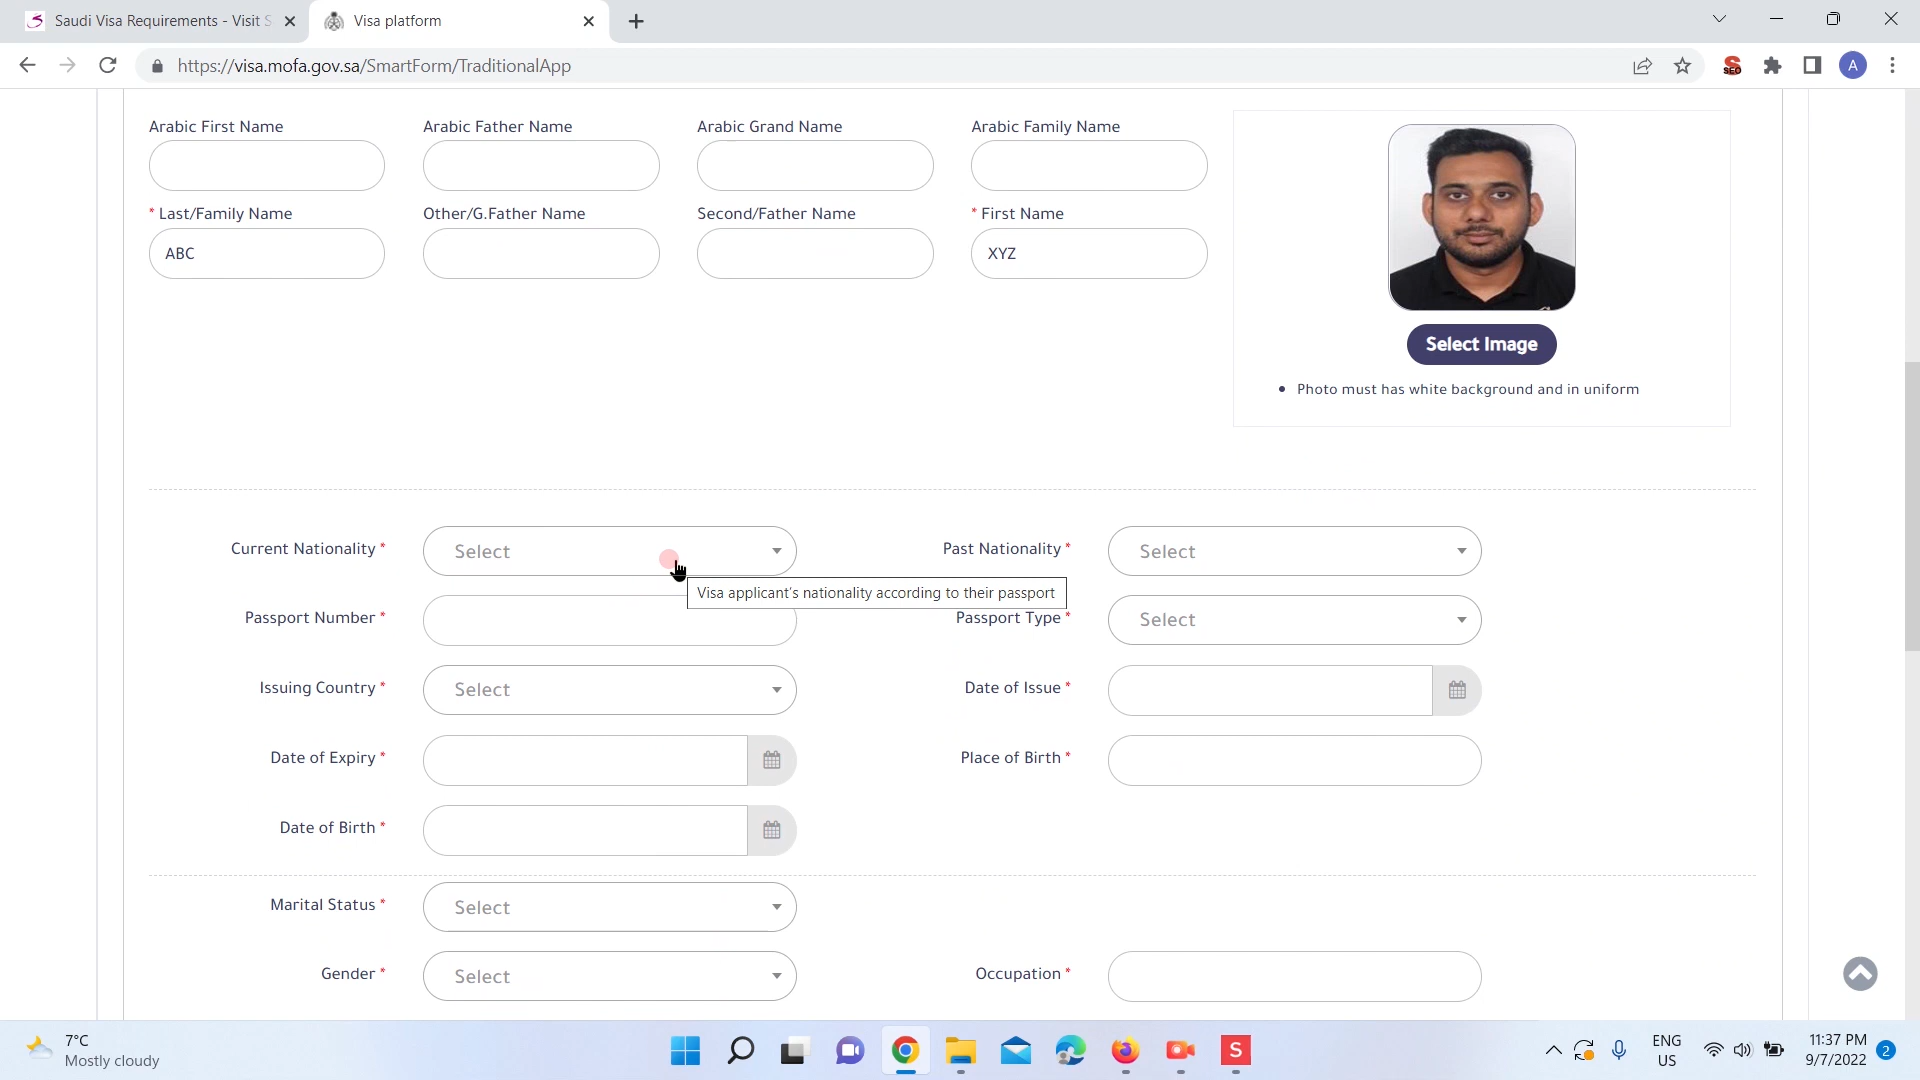 Saudi Visa Requirements - Visit S
Visa platform
https://visa.mofa.gov.sa/SmartForm/TraditionalApp
SEO
A
Arabic First Name
Arabic Father Name
Arabic Grand Name
Arabic Family Name
* Last/Family Name
Other/G.Father Name
Second/Father Name
* First Name
ABC
XYZ
Select Image
• Photo must has white background and in uniform
Current Nationality *
Select
Past Nationality *
Select
Visa applicant's nationality according to their passport
Passport Number *
Passport Type *
Select
Issuing Country *
Select
Date of Issue *
Date of Expiry *
Place of Birth *
Date of Birth *
Marital Status *
Select
Gender *
Select
Occupation *
7°C
Mostly cloudy
S
ENG
US
11:37 PM
9/7/2022
2